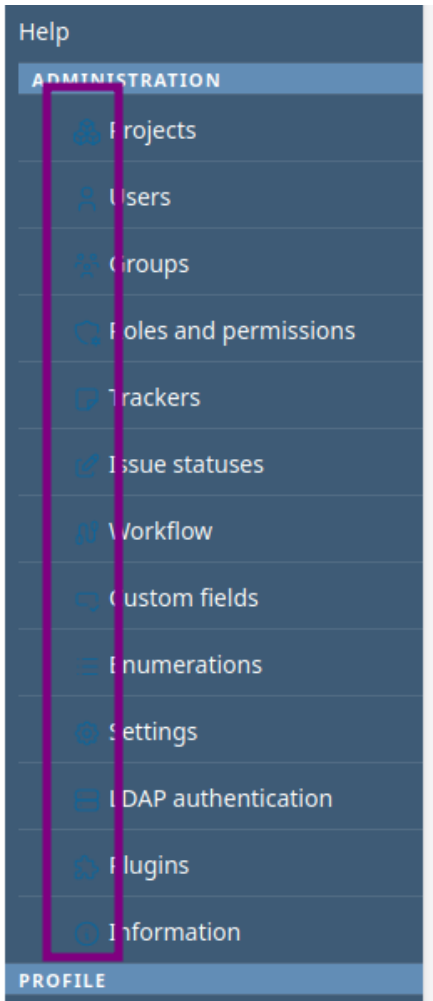 Help
ADMINISTRATION
Projects
Users
Groups
Roles and permissions
Trackers
Issue statuses
Workflow
Custom fields
Enumerations
Settings
LDAP authentication
Plugins
Information
PROFILE